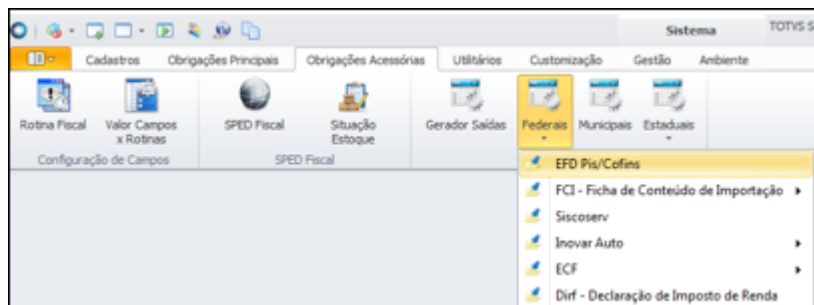 Sistema
TOTVS S
Cadastros Obrigações Principais Obrigações Acessórias Utilitários Customização Gestão Ambiente
Rotina Fiscal Valor Campos x Rotinas SPED Fiscal Situação Estoque Gerador Saídas Federais Municipais Estaduais
Configuração de Campos SPED Fiscal
EFD Pis/Cofins
FCI - Ficha de Conteúdo de Importação
Siscoserv
Inovar Auto
ECF
Dirf - Declaração de Imposto de Renda